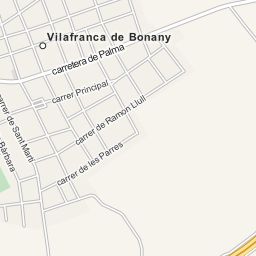 Vilafranca de Bonany
carretera de Palma
carrer Principal
carrer de Ramon Llull
carrer de Sant Martí
Bàrbara
carrer de les Parres